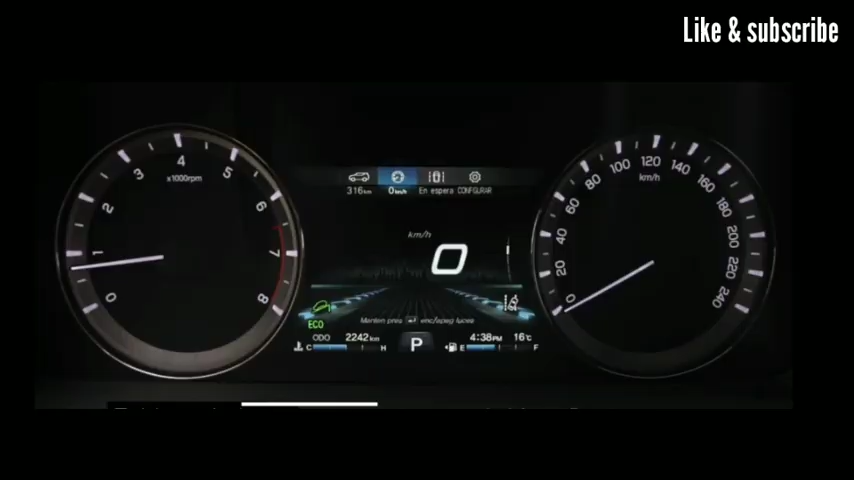 Like & subscribe
0 1 2 3 4 5 6 7 8
x1000rpm
316km
0km/h
En espera
CONFIGURAR
km/h
0
ECO
ODO 2242km
C H
P
4:38PM 16°C
E F
0 20 40 60 80 100 120 140 160 180 200 220 240
km/h